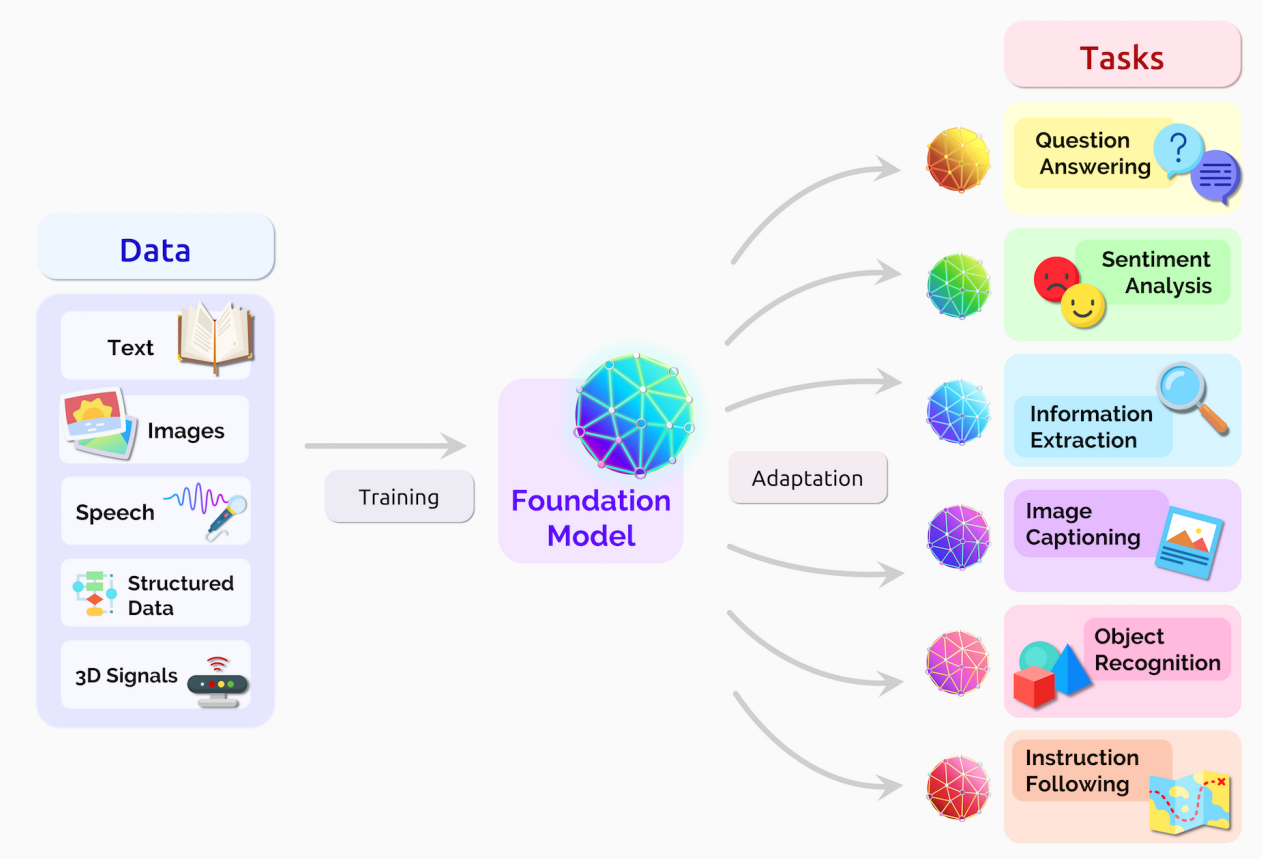 Tasks
Question
Answering
Data
Sentiment
Analysis
Text
Images
Information
Extraction
Training
Adaptation
Foundation
Model
Speech
Image
Captioning
Structured
Data
Object
Recognition
3D Signals
Instruction
Following